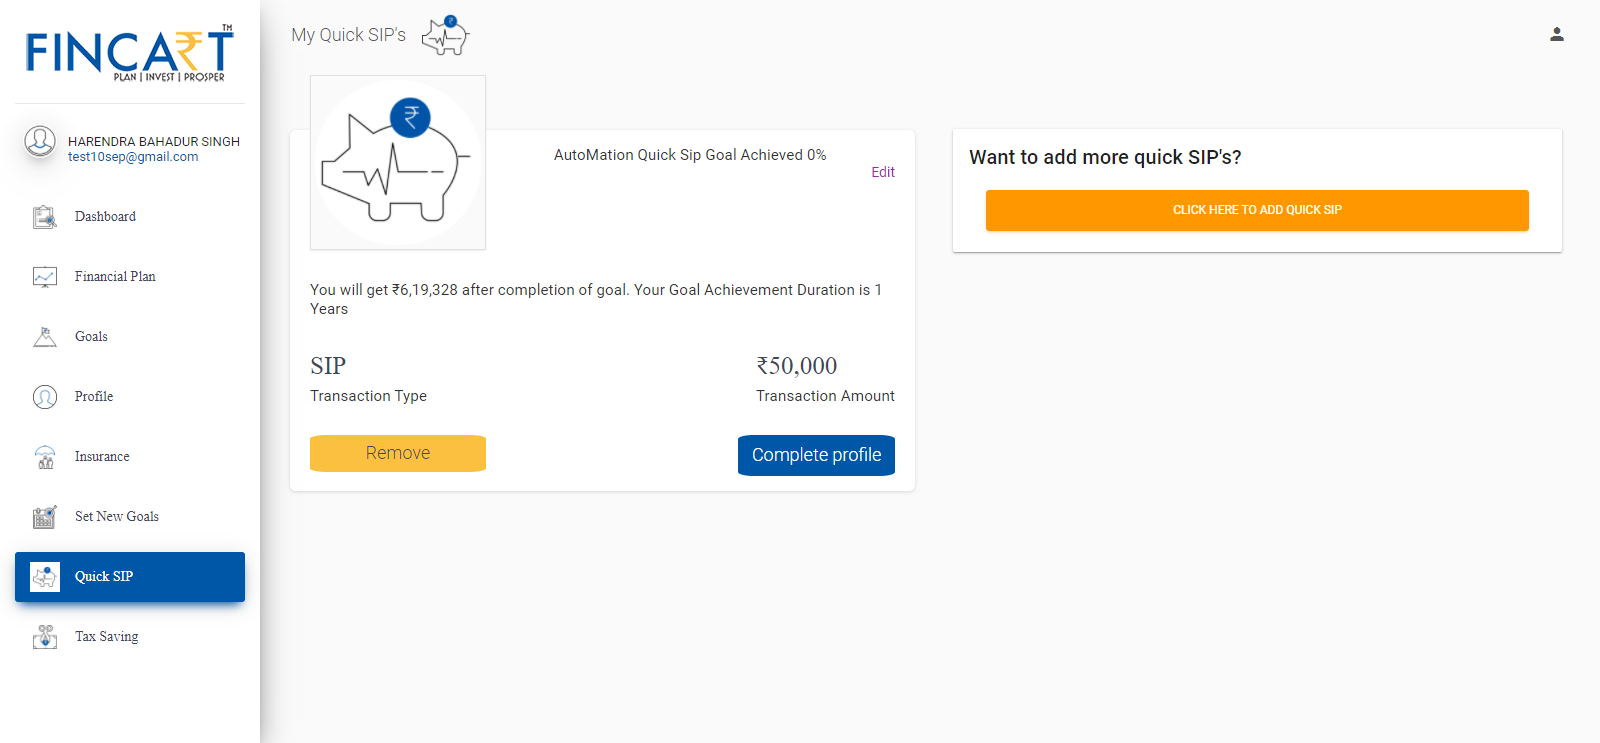 FINCART™
PLAN | INVEST | PROSPER
HARENDRA BAHADUR SINGH
test10sep@gmail.com
Dashboard
Financial Plan
Goals
Profile
Insurance
Set New Goals
Quick SIP
Tax Saving
My Quick SIP's
₹
₹
AutoMation Quick Sip Goal Achieved 0%
Edit
You will get ₹6,19,328 after completion of goal. Your Goal Achievement Duration is 1
Years
SIP
Transaction Type
₹50,000
Transaction Amount
Remove
Complete profile
Want to add more quick SIP's?
CLICK HERE TO ADD QUICK SIP